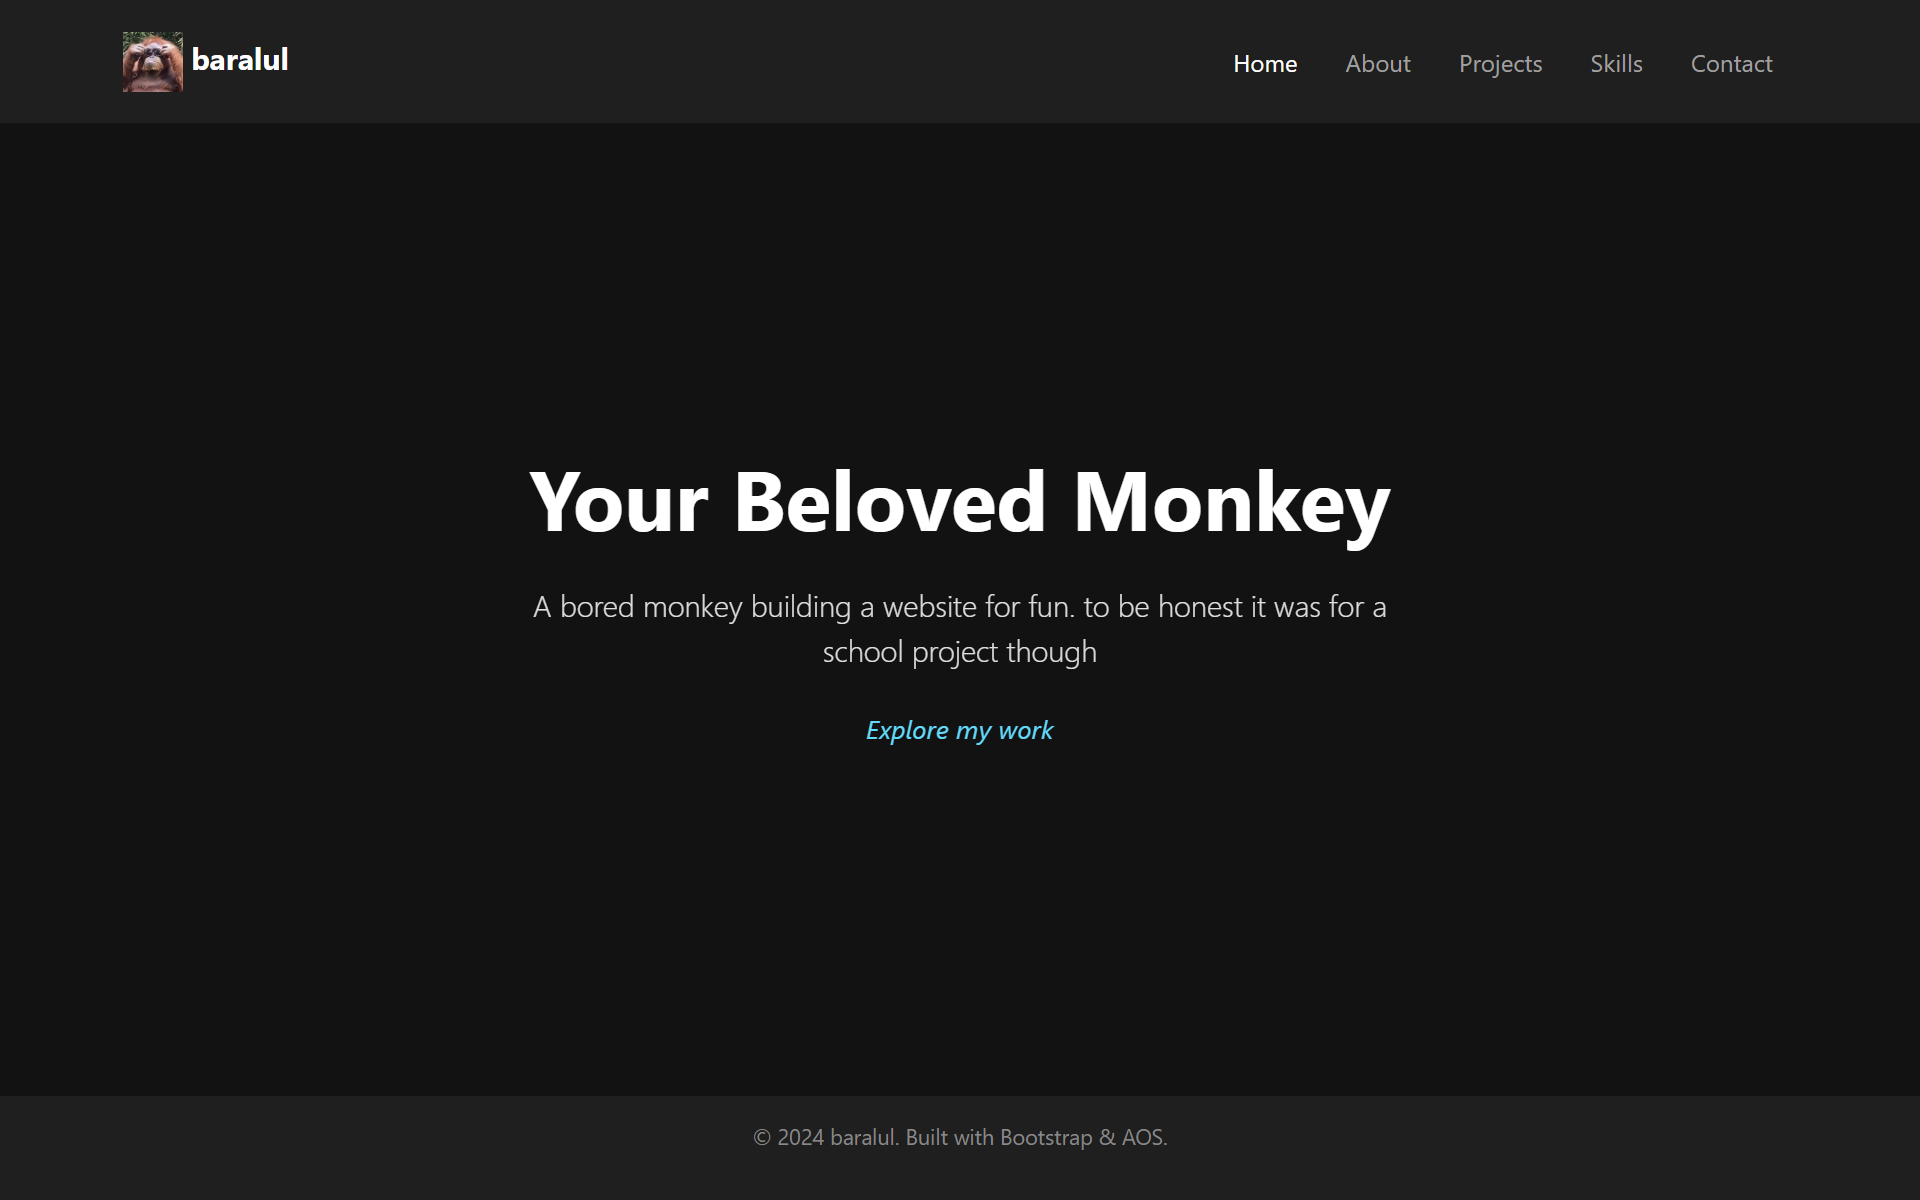 baralul
Home
About
Projects
Skills
Contact
Your Beloved Monkey
A bored monkey building a website for fun. to be honest it was for a
school project though
Explore my work
© 2024 baralul. Built with Bootstrap & AOS.